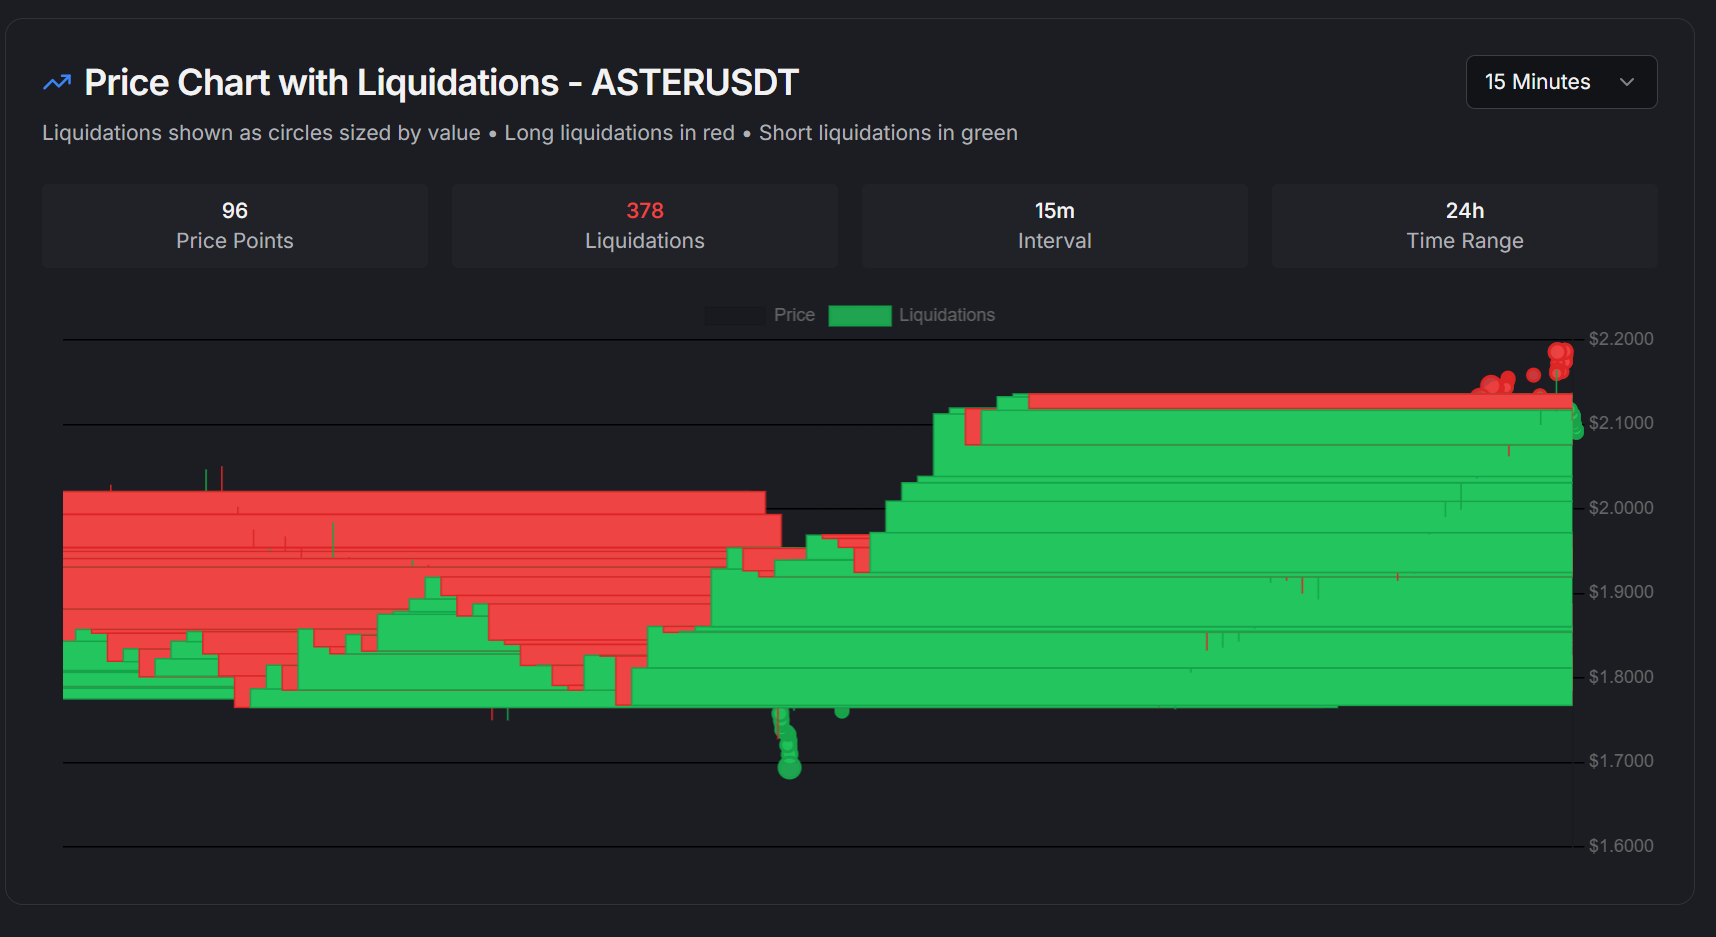 Price Chart with Liquidations - ASTERUSDT
15 Minutes
Liquidations shown as circles sized by value • Long liquidations in red • Short liquidations in green
96
Price Points
378
Liquidations
15m
Interval
24h
Time Range
Price
Liquidations
$2.2000
$2.1000
$2.0000
$1.9000
$1.8000
$1.7000
$1.6000